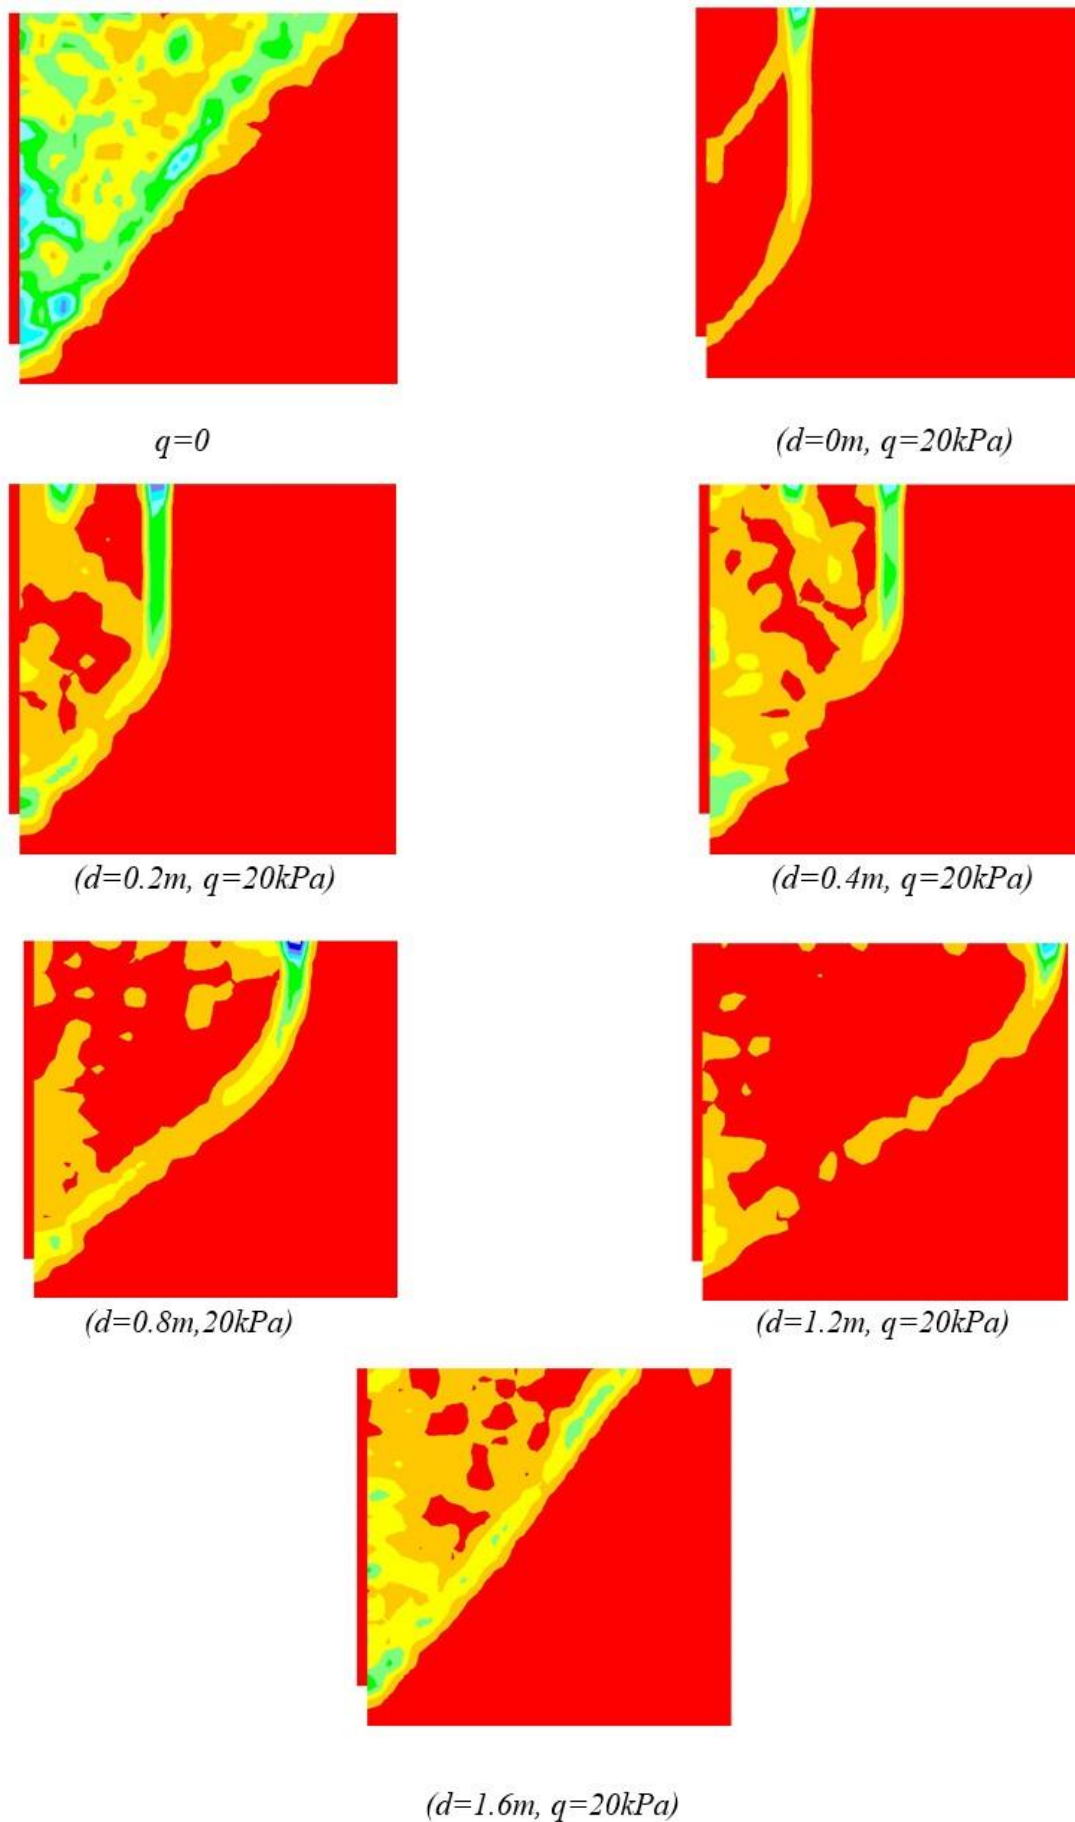 q=0
(d=0m, q=20kPa)
(d=0.2m, q=20kPa)
(d=0.4m, q=20kPa)
(d=0.8m,20kPa)
(d=1.2m, q=20kPa)
(d=1.6m, q=20kPa)